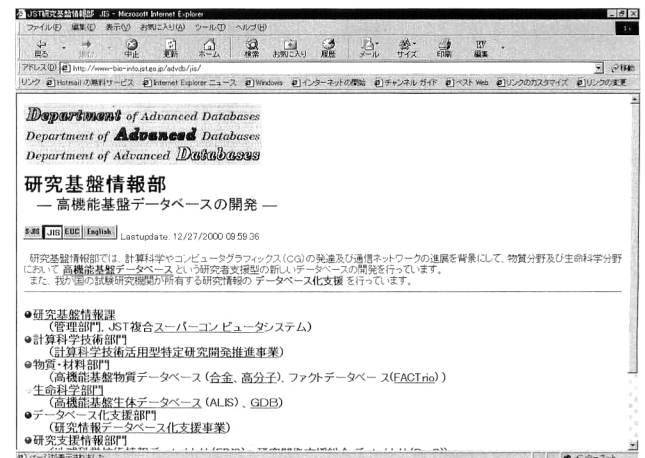 JST研究基盤情報部 JIS - Microsoft Internet Explorer
ファイル(F) 編集(E) 表示(V) お気に入り(A) ツール(T) ヘルプ(H)
戻る 中止 更新 ホーム 検索 お気に入り 履歴 メール サイズ 印刷 編集
アドレス(D) http://www-bio-info.jst.go.jp/advdb/jis/ 移動
リンク Hotmail の無料サービス Internet Explorer ニュース Windows インターネットの開始 チャンネル ガイド ベスト Web リンクのカスタマイズ リンクの変更
Department of Advanced Databases
Department of Advanced Databases
Department of Advanced Databases
研究基盤情報部
― 高機能基盤データベースの開発 ―
S-JIS JIS EUC English Lastupdate. 12/27/2000 09:59:36
研究基盤情報部では、計算科学やコンピュータグラフィックス(CG)の発達及び通信ネットワークの進展を背景にして、物質分野及び生命科学分野
において 高機能基盤データベース という研究者支援型の新しいデータベースの開発を行っています。
また、我が国の試験研究機関が所有する研究情報の データベース化支援 を行っています。
●研究基盤情報課
(管理部門, JST複合スーパーコンピュータシステム)
●計算科学技術部門
(計算科学技術活用型特定研究開発推進事業)
●物質・材料部門
(高機能基盤物質データベース (合金、高分子)、ファクトデータベース(FACTrio) )
生命科学部門
(高機能基盤生体データベース (ALIS) 、GDB)
●データベース化支援部門
(研究情報データベース化支援事業)
●研究支援情報部門
ページが表示されました